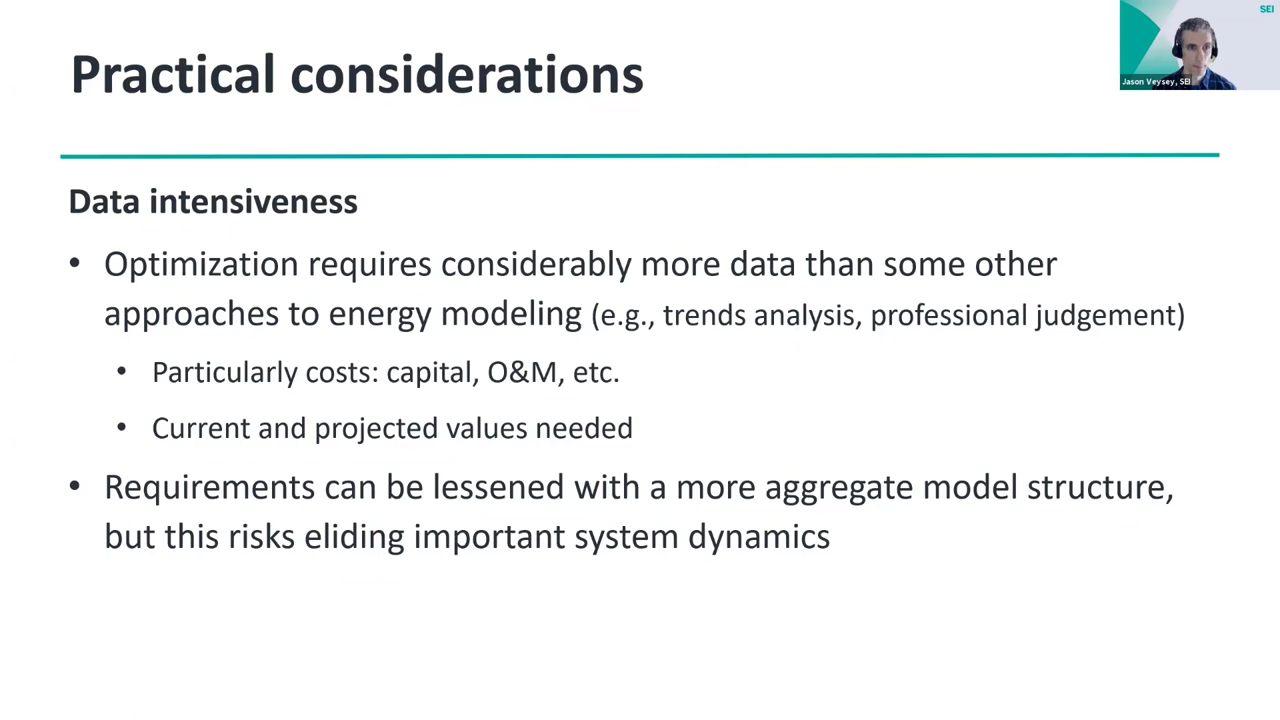 SEI
Jason Veysey, SEI
Practical considerations
Data intensiveness
• Optimization requires considerably more data than some other
approaches to energy modeling (e.g., trends analysis, professional judgement)
• Particularly costs: capital, O&M, etc.
• Current and projected values needed
• Requirements can be lessened with a more aggregate model structure,
but this risks eliding important system dynamics